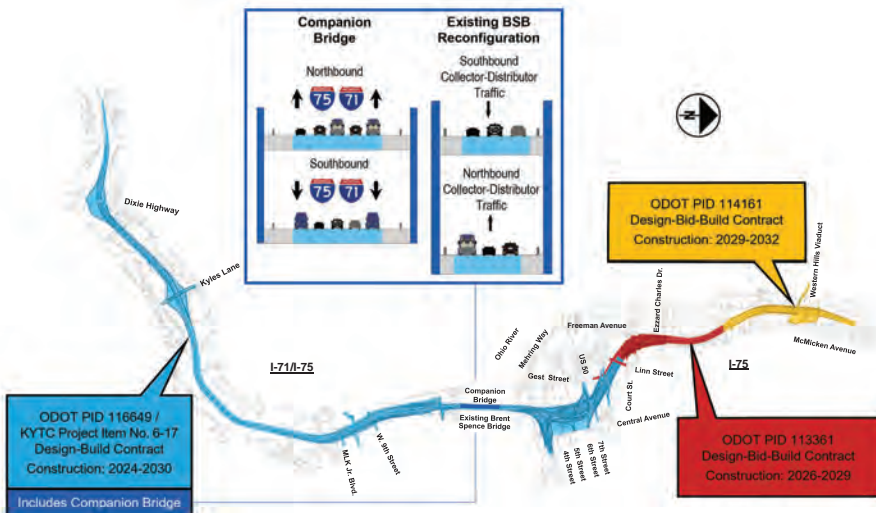 Companion
Bridge
Northbound
75 71
Southbound
75 71
Existing BSB
Reconfiguration
Southbound
Collector-Distributor
Traffic
Northbound
Collector-Distributor
Traffic
N
ODOT PID 114161
Design-Bid-Build Contract
Construction: 2029-2032
Dixie Highway
Kyles Lane
I-71/I-75
Ohio River
Mehring Way
Freeman Avenue
Ezzard Charles Dr.
Western Hills Viaduct
McMicken Avenue
Gest Street
US 50
Linn Street
I-75
Court St.
Central Avenue
Companion
Bridge
Existing Brent
Spence Bridge
MLK Jr. Blvd.
W. 9th Street
4th Street
5th Street
6th Street
7th Street
ODOT PID 116649 /
KYTC Project Item No. 6-17
Design-Build Contract
Construction: 2024-2030
Includes Companion Bridge
ODOT PID 113361
Design-Bid-Build Contract
Construction: 2026-2029